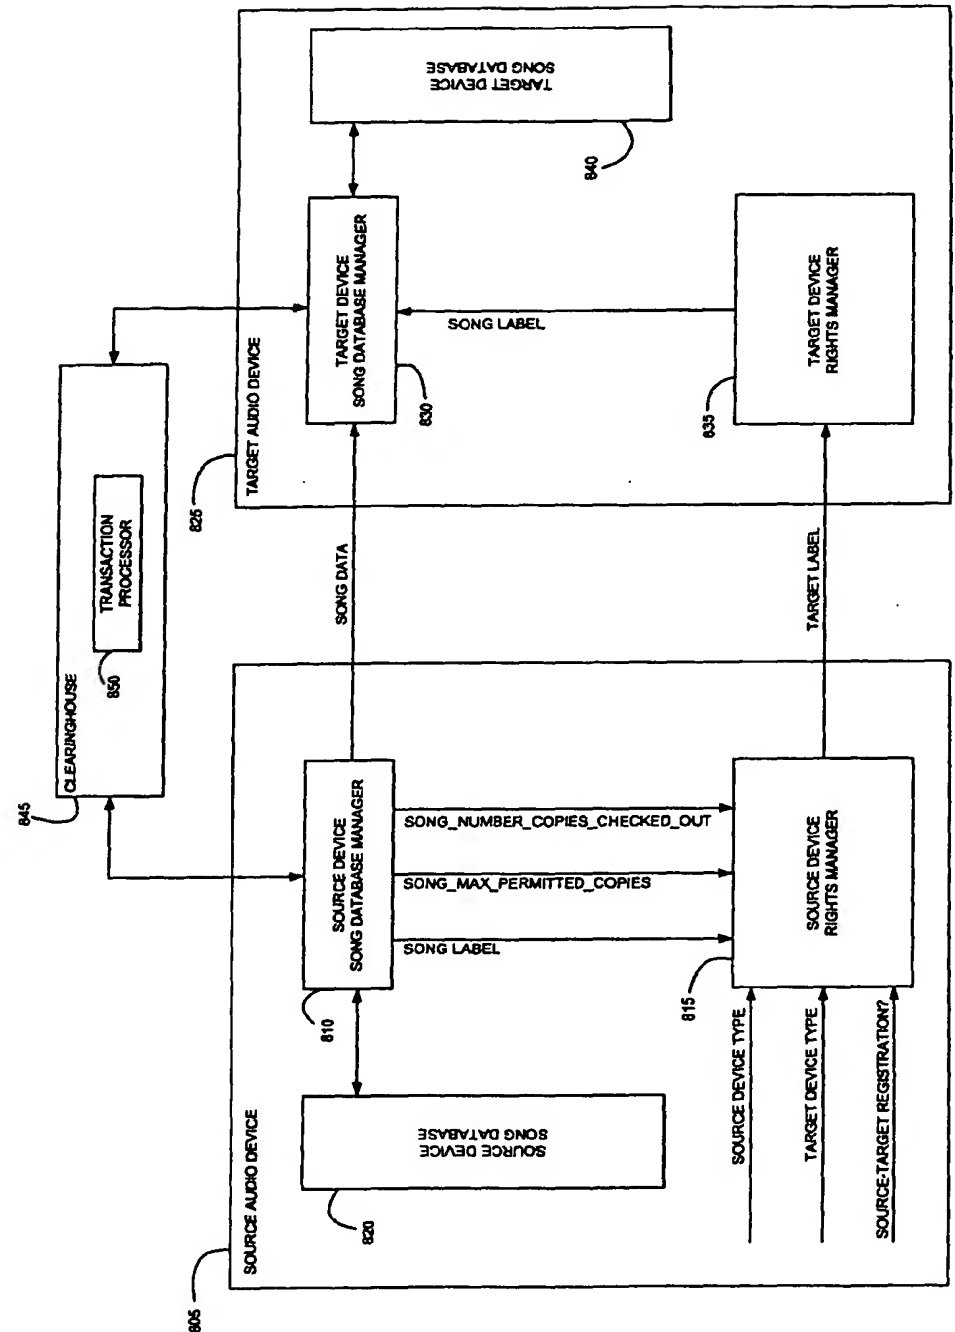 845
CLEARINGHOUSE
850
TRANSACTION
PROCESSOR
805
SOURCE AUDIO DEVICE
820
SOURCE DEVICE
SONG DATABASE
810
SOURCE DEVICE
SONG DATABASE MANAGER
SONG_NUMBER_COPIES_CHECKED_OUT
SONG_MAX_PERMITTED_COPIES
SONG LABEL
815
SOURCE DEVICE
RIGHTS MANAGER
SOURCE DEVICE TYPE
TARGET DEVICE TYPE
SOURCE-TARGET REGISTRATION?
SONG DATA
TARGET LABEL
825
TARGET AUDIO DEVICE
830
TARGET DEVICE
SONG DATABASE MANAGER
SONG LABEL
835
TARGET DEVICE
RIGHTS MANAGER
840
TARGET DEVICE
SONG DATABASE